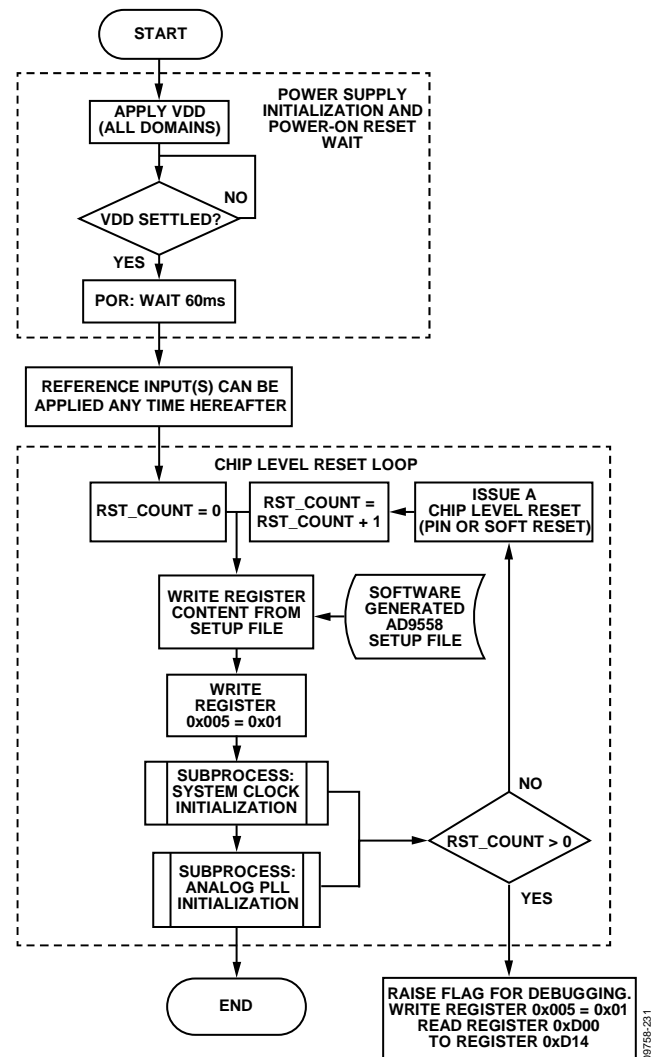 START
POWER SUPPLY
INITIALIZATION AND
POWER-ON RESET
WAIT
APPLY VDD
(ALL DOMAINS)
NO
VDD SETTLED?
YES
POR: WAIT 60ms
REFERENCE INPUT(S) CAN BE
APPLIED ANY TIME HEREAFTER
CHIP LEVEL RESET LOOP
RST_COUNT = 0
RST_COUNT =
RST_COUNT + 1
ISSUE A
CHIP LEVEL RESET
(PIN OR SOFT RESET)
WRITE REGISTER
CONTENT FROM
SETUP FILE
SOFTWARE
GENERATED
AD9558
SETUP FILE
WRITE
REGISTER
0x005 = 0x01
SUBPROCESS:
SYSTEM CLOCK
INITIALIZATION
NO
RST_COUNT > 0
SUBPROCESS:
ANALOG PLL
INITIALIZATION
YES
END
RAISE FLAG FOR DEBUGGING.
WRITE REGISTER 0x005 = 0x01
READ REGISTER 0xD00
TO REGISTER 0xD14
09758-231